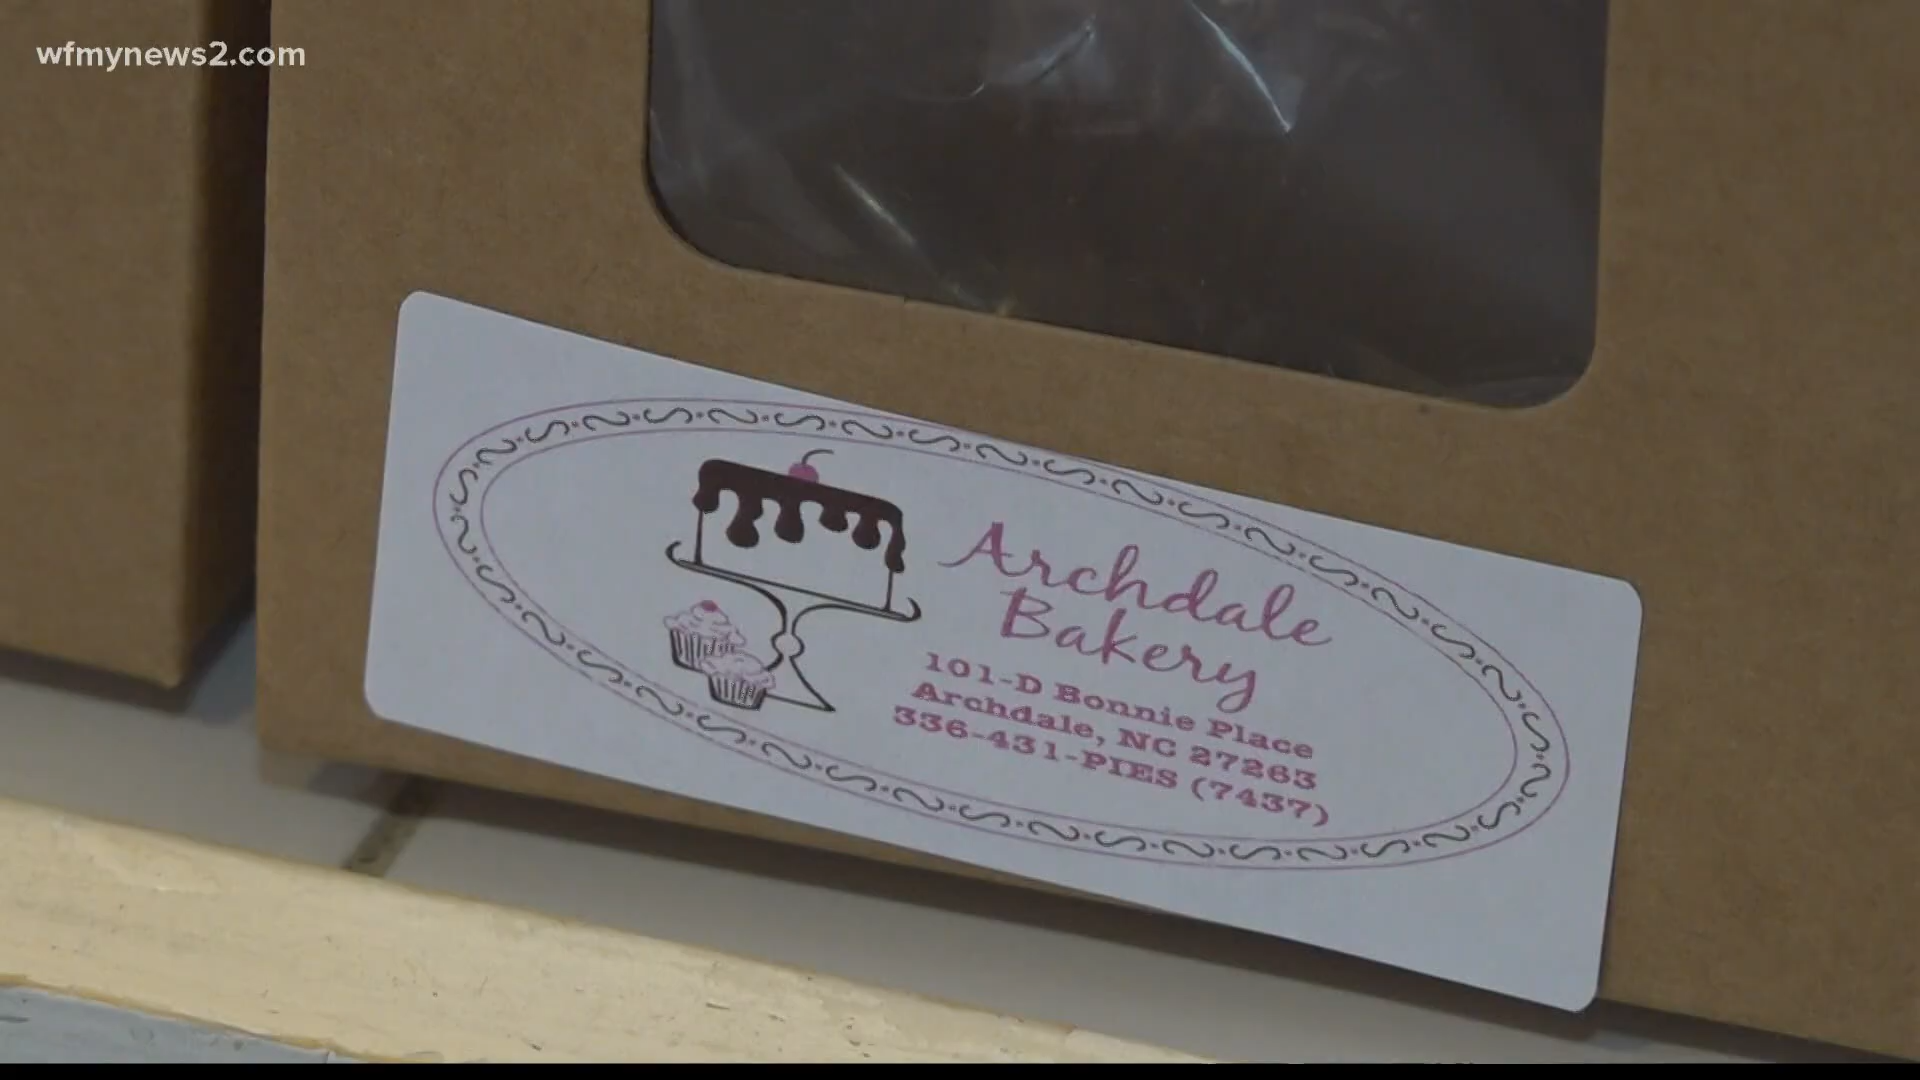 wfmynews2.com
Archdale
Bakery
101-D Bonnie Place
Archdale, NC 27263
336-431-PIES (7437)